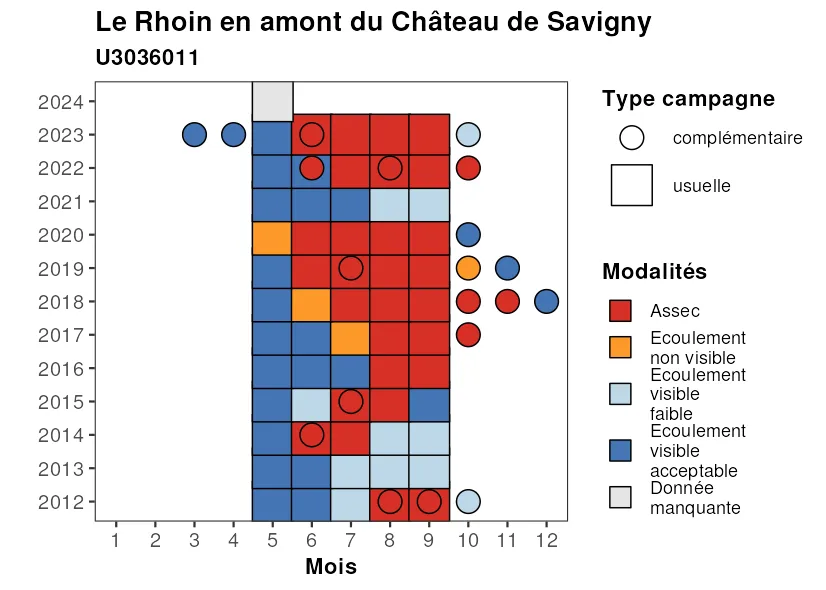 Le Rhoin en amont du Château de Savigny
U3036011
2024
2023
2022
2021
2020
2019
2018
2017
2016
2015
2014
2013
2012
1 2 3 4 5 6 7 8 9 10 11 12
Mois
Type campagne
complémentaire
usuelle
Modalités
Assec
Ecoulement
non visible
Ecoulement
visible
faible
Ecoulement
visible
acceptable
Donnée
manquante